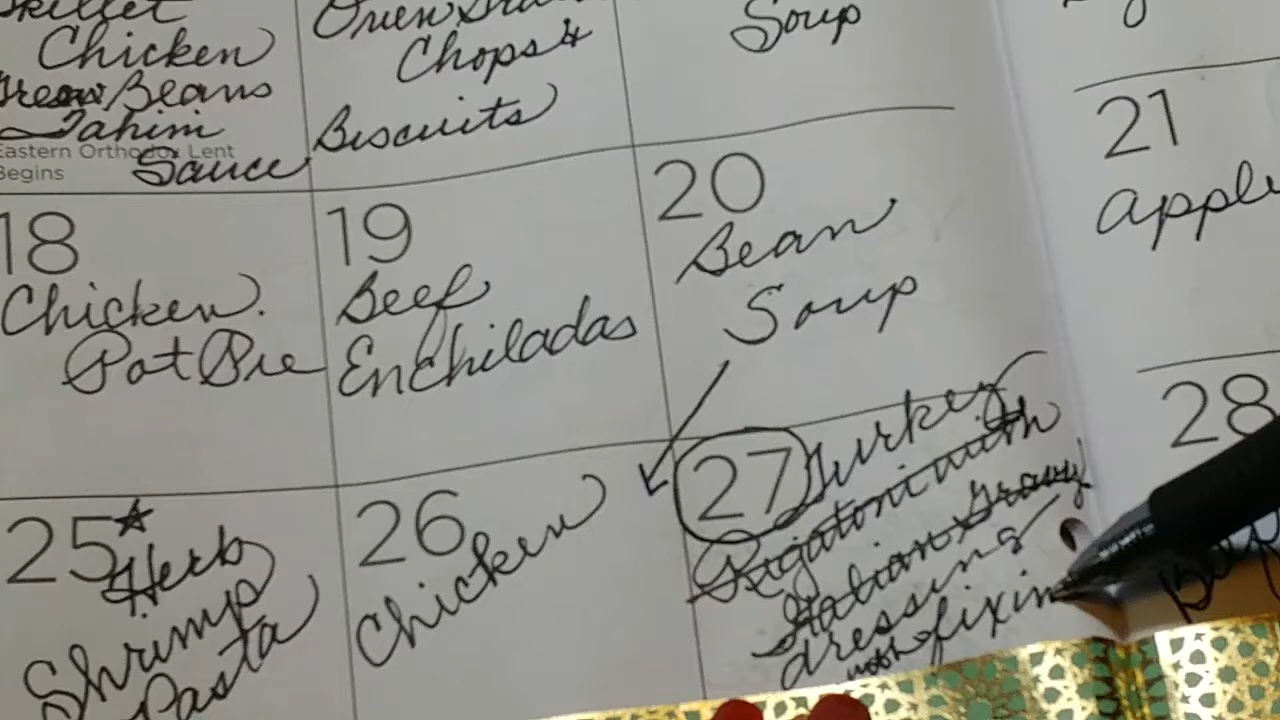 Skillet
Chicken
Green Beans
Tahini
Sauce
Eastern Orthodox Lent
Begins
Oven
Chops &
Biscuits
Soup
18
Chicken
Pot Pie
19
Beef
Enchiladas
20
Bean
Soup
21
Apple
25
Herb
Shrimp
Pasta
26
Chicken
27 Turkey
Rigatoni with
Italian Gravy
dressing
with fixin
28